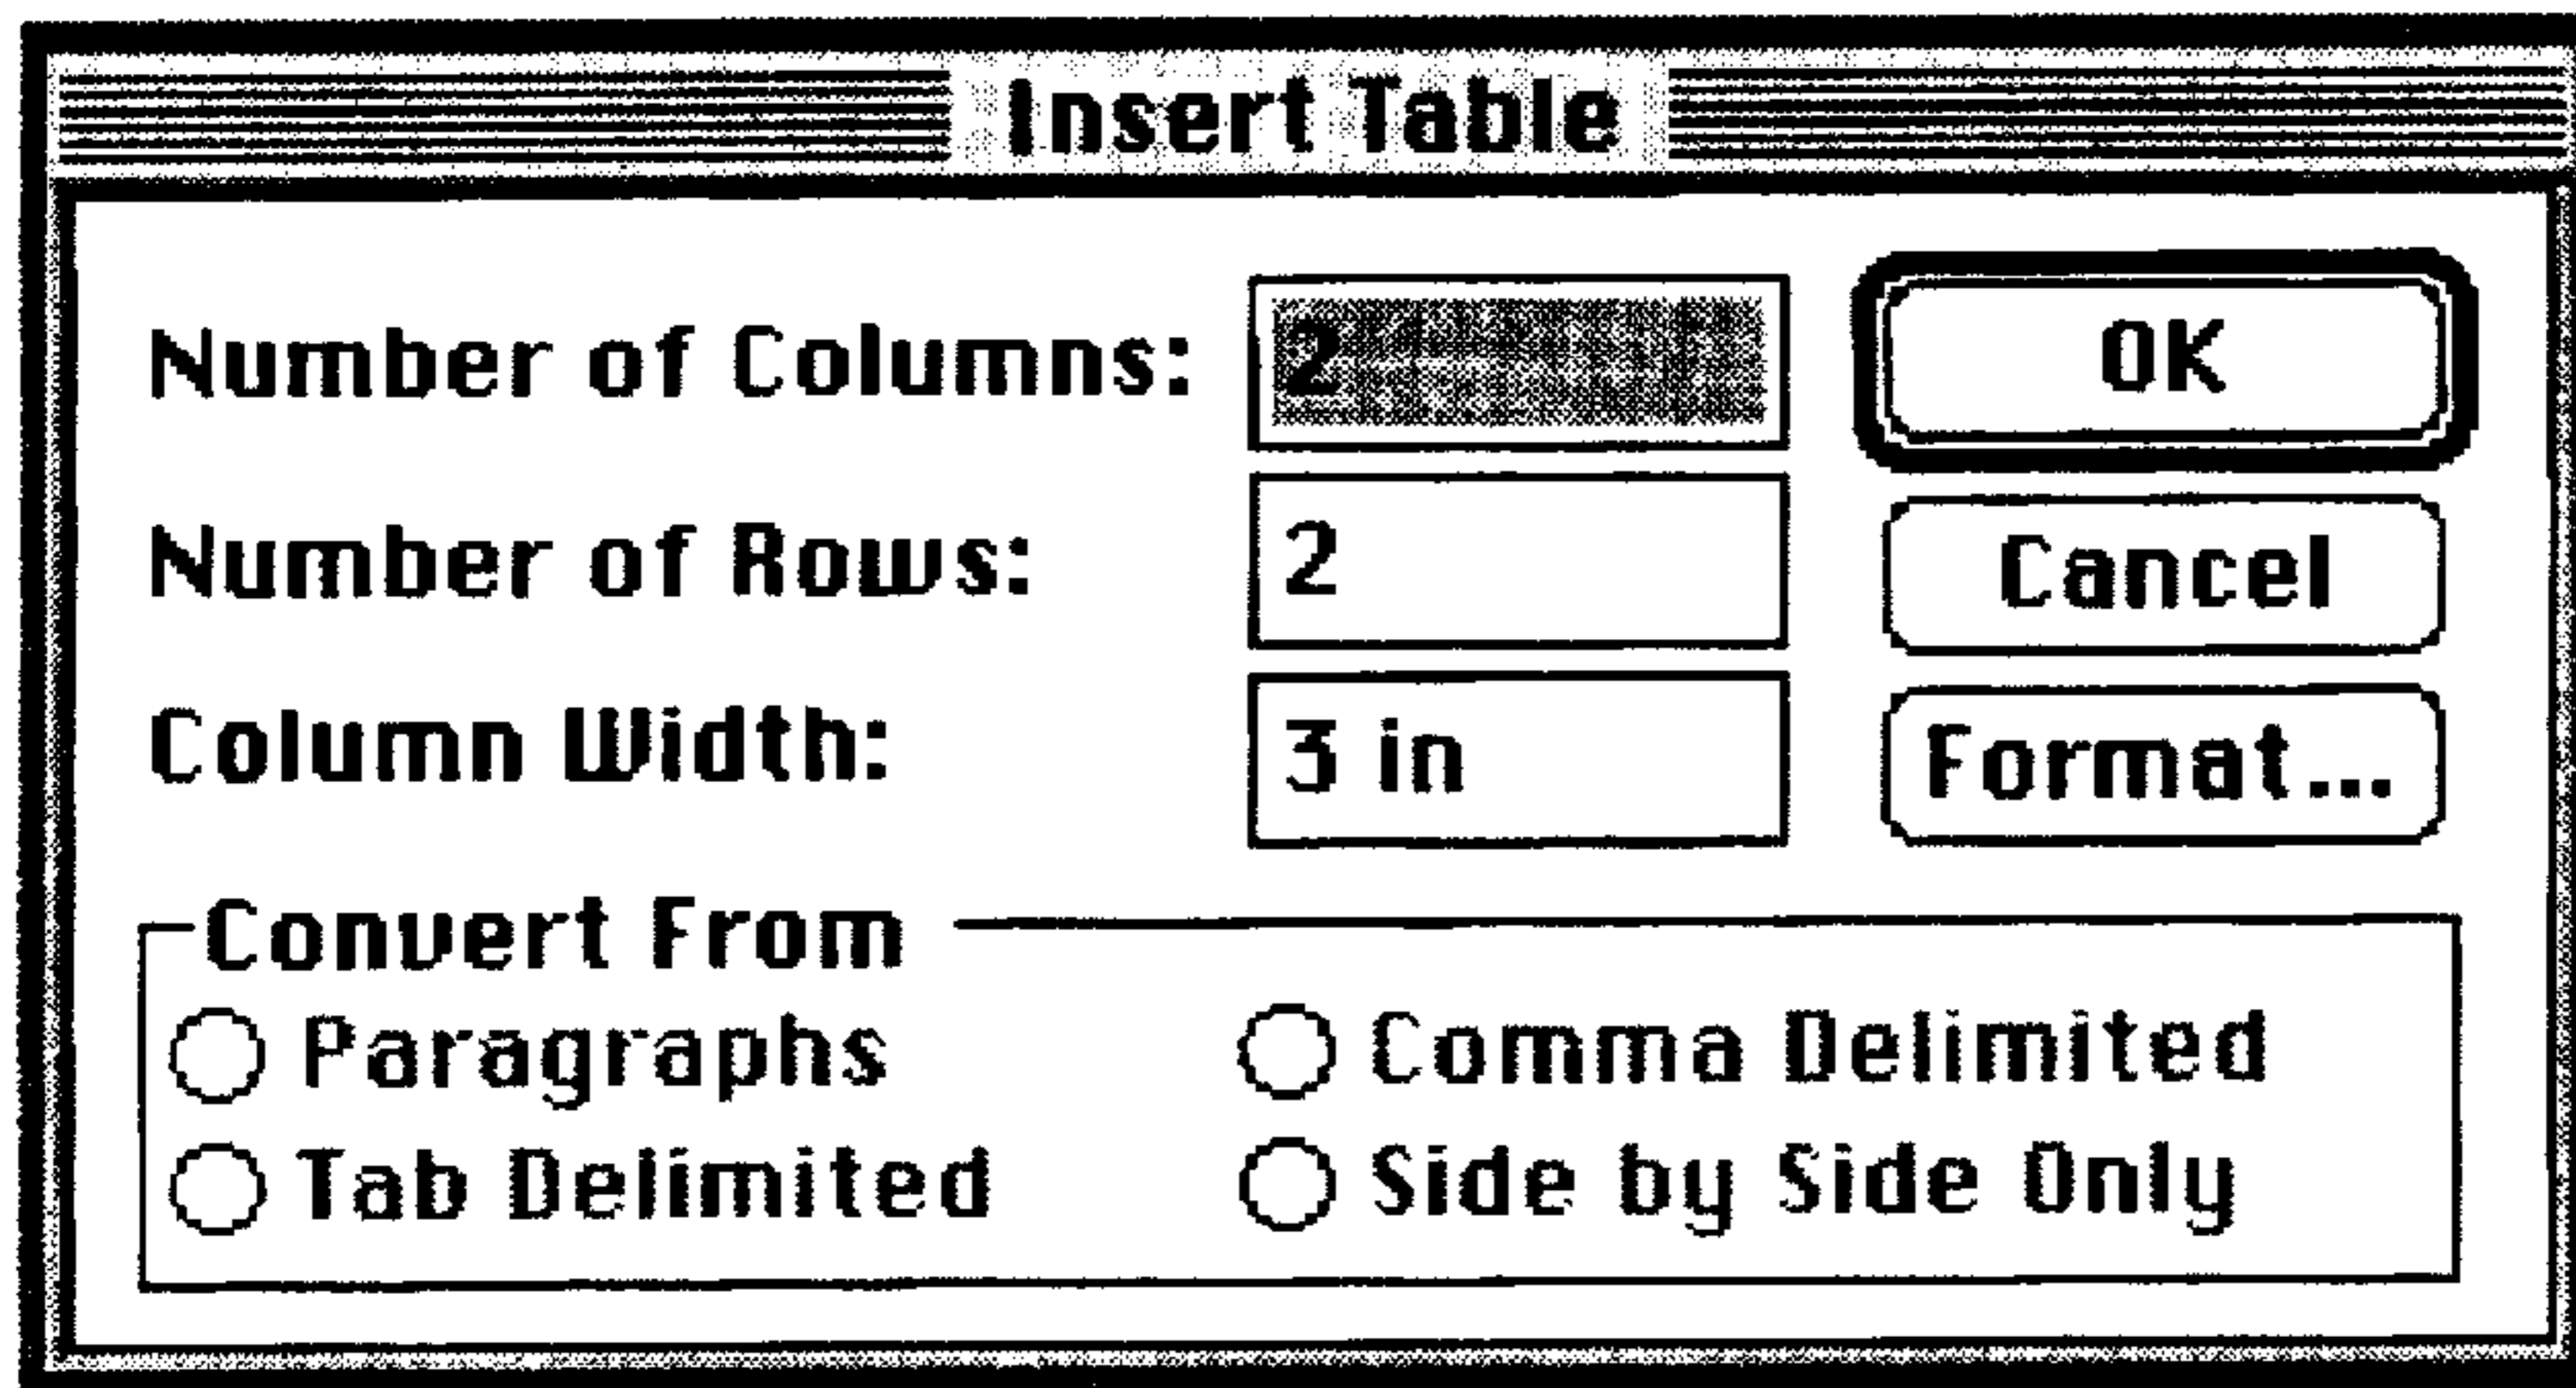 Insert Table
Number of Columns: 2 OK
Number of Rows: 2 Cancel
Column Width: 3 in Format...
Convert From
Paragraphs Comma Delimited
Tab Delimited Side by Side Only